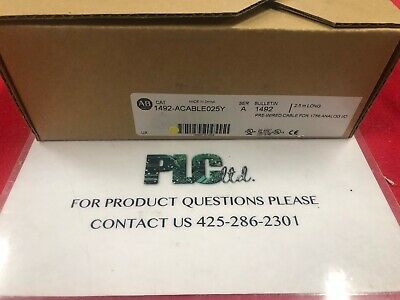 AB
CAT
MADE IN CHINA
SER
BULLETIN
1492-ACABLE025Y
A
1492
2.5 m LONG
PRE-WIRED CABLE FOR 1756 ANALOG I/O
CE
PLC ltd.
FOR PRODUCT QUESTIONS PLEASE
CONTACT US 425-286-2301